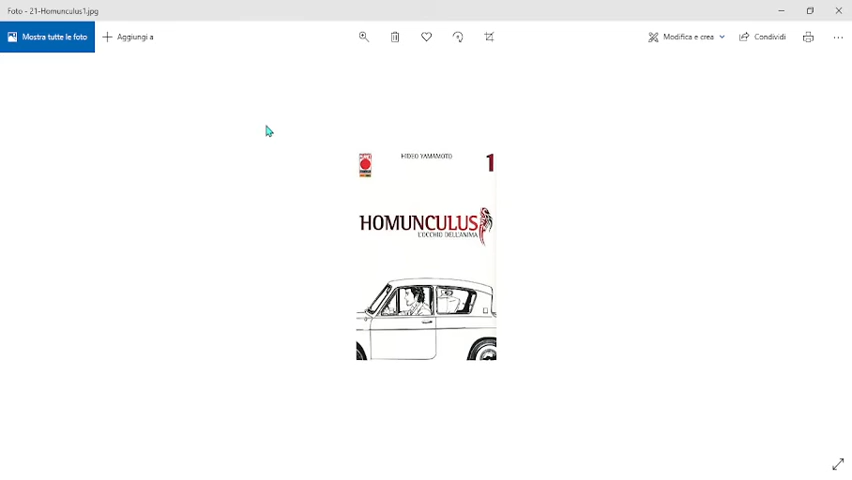 Foto - 21-Homunculus1.jpg
Mostra tutte le foto
Aggiungi a
Modifica e crea
Condividi
HIDEO YAMAMOTO
1
HOMUNCULUS
L'OCCHIO DELL'ANIMA